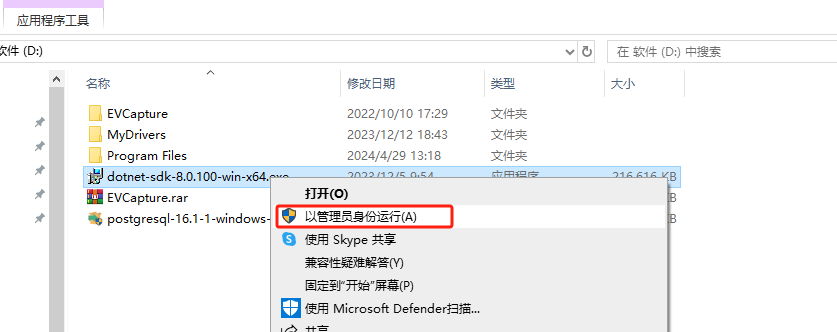 应用程序工具
软件 (D:)
在 软件 (D:) 中搜索
名称 修改日期 类型 大小
EVCapture 2022/10/10 17:29 文件夹
MyDrivers 2023/12/12 18:43 文件夹
Program Files 2024/4/29 13:18 文件夹
dotnet-sdk-8.0.100-win-x64.exe 2023/12/5 9:54 应用程序 216,616 KB
EVCapture.rar KB
postgresql-16.1-1-windows- KB
打开(O)
以管理员身份运行(A)
使用 Skype 共享
兼容性疑难解答(Y)
固定到"开始"屏幕(P)
使用 Microsoft Defender扫描...
共享